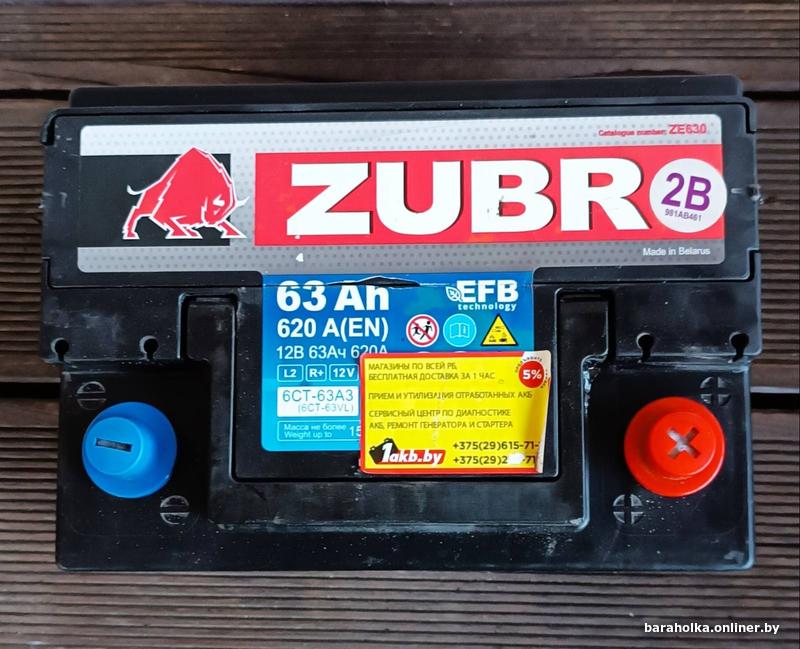 Catalogue number: ZE630
ZUBR
2B
981AB461
Made in Belarus
63 Ah
EFB
technology
620 A(EN)
12В 63Ач 620А
L2 R+ 12V
6СТ-63А3
(6СТ-63VL)
Масса не более
Weight up to 15
МАГАЗИНЫ ПО ВСЕЙ РБ,
БЕСПЛАТНАЯ ДОСТАВКА ЗА 1 ЧАС
5%
ПРИЕМ И УТИЛИЗАЦИЯ ОТРАБОТАННЫХ АКБ
СЕРВИСНЫЙ ЦЕНТР ПО ДИАГНОСТИКЕ
АКБ, РЕМОНТ ГЕНЕРАТОРА И СТАРТЕРА
1akb.by
+375(29)615-71-
+375(29)2
baraholka.onliner.by